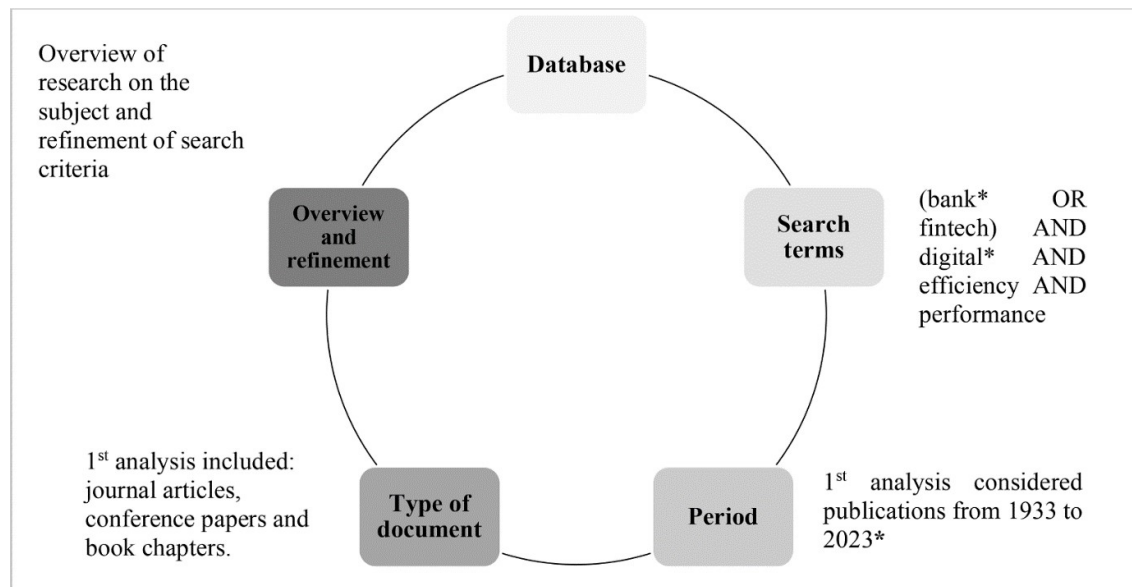 Overview of
research on the
subject and
refinement of search
criteria
Database
Overview
and
refinement
Search
terms
(bank* OR
fintech) AND
digital* AND
efficiency AND
performance
1st analysis included:
journal articles,
conference papers and
book chapters.
Type of
document
Period
1st analysis considered
publications from 1933 to
2023*